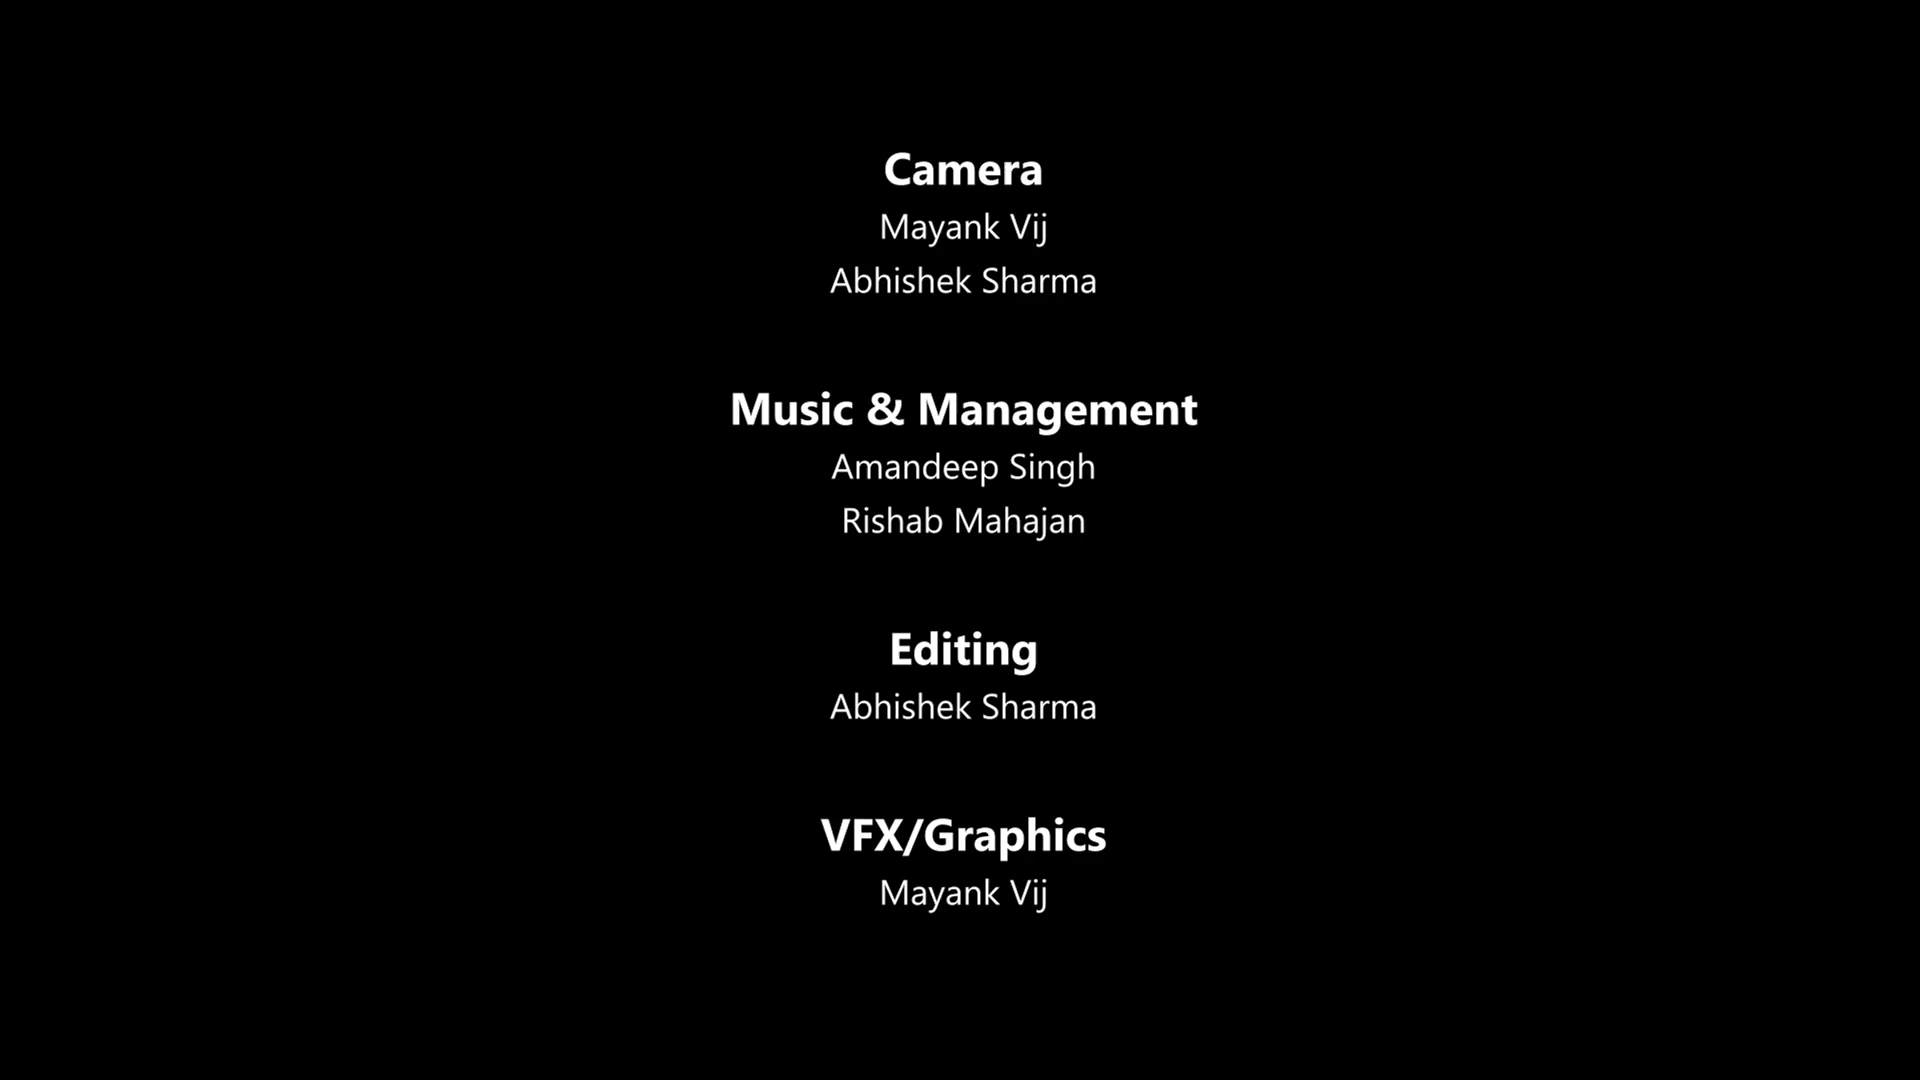 Camera
Mayank Vij
Abhishek Sharma
Music & Management
Amandeep Singh
Rishab Mahajan
Editing
Abhishek Sharma
VFX/Graphics
Mayank Vij